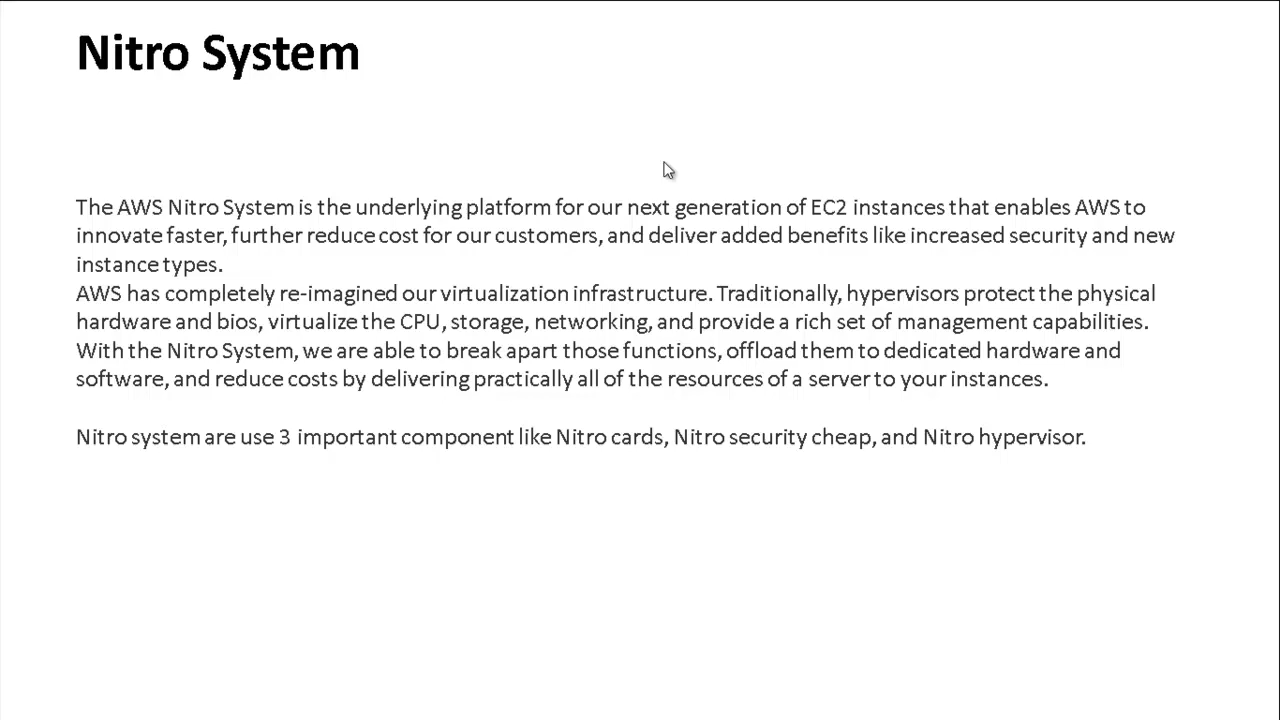 Nitro System
The AWS Nitro System is the underlying platform for our next generation of EC2 instances that enables AWS to
innovate faster, further reduce cost for our customers, and deliver added benefits like increased security and new
instance types.
AWS has completely re-imagined our virtualization infrastructure. Traditionally, hypervisors protect the physical
hardware and bios, virtualize the CPU, storage, networking, and provide a rich set of management capabilities.
With the Nitro System, we are able to break apart those functions, offload them to dedicated hardware and
software, and reduce costs by delivering practically all of the resources of a server to your instances.
Nitro system are use 3 important component like Nitro cards, Nitro security cheap, and Nitro hypervisor.